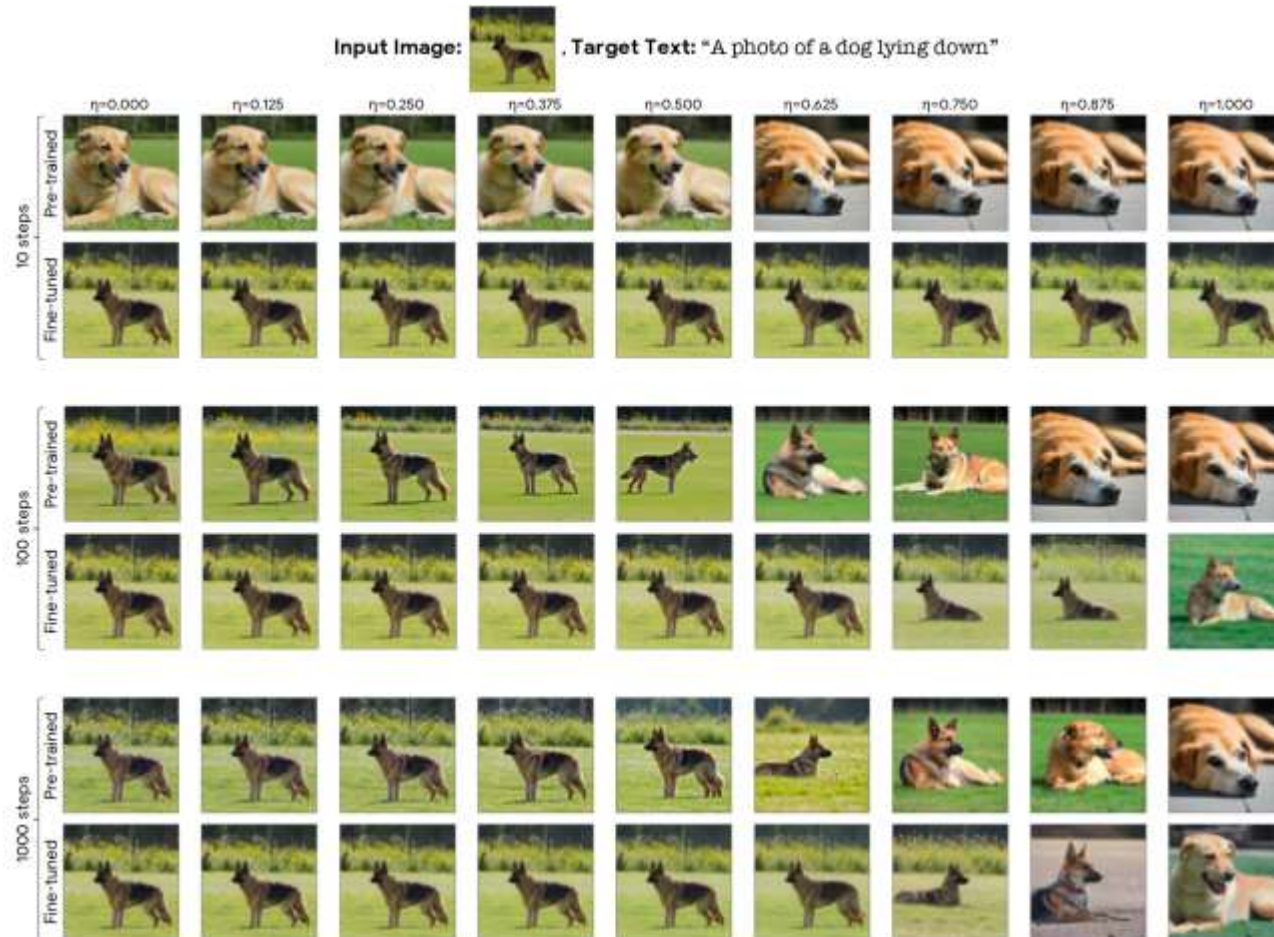 Input Image: , Target Text: “A photo of a dog lying down”
η=0.000 η=0.125 η=0.250 η=0.375 η=0.500 η=0.625 η=0.750 η=0.875 η=1.000
10 steps
Pre-trained
Fine-tuned
100 steps
Pre-trained
Fine-tuned
1000 steps
Pre-trained
Fine-tuned